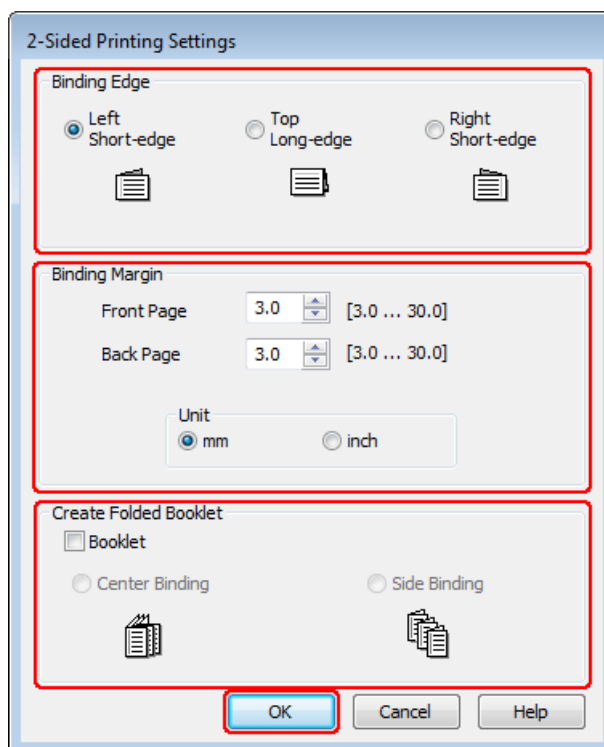 2-Sided Printing Settings
Binding Edge
Left
Short-edge
Top
Long-edge
Right
Short-edge
Binding Margin
Front Page 3.0 [3.0 ... 30.0]
Back Page 3.0 [3.0 ... 30.0]
Unit
mm inch
Create Folded Booklet
Booklet
Center Binding Side Binding
OK Cancel Help